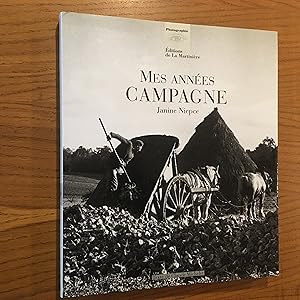 Photographie
Éditions
de La Martinière
MES ANNÉES
CAMPAGNE
Janine Niepce